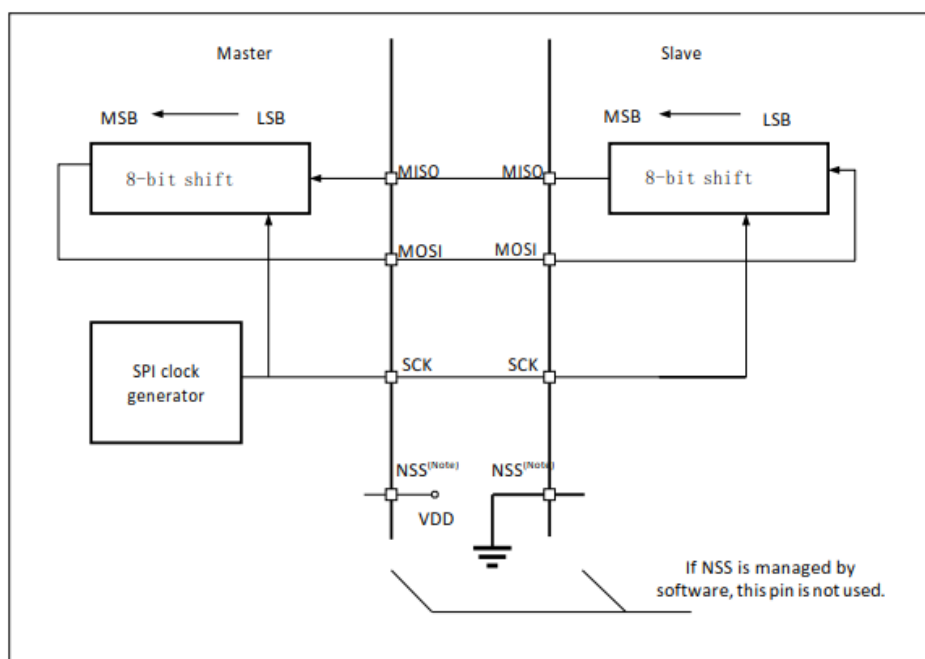 Master
Slave
MSB
LSB
MSB
LSB
8-bit shift
8-bit shift
MISO
MISO
MOSI
MOSI
SPI clock
generator
SCK
SCK
NSS(Note)
NSS(Note)
VDD
If NSS is managed by
software, this pin is not used.